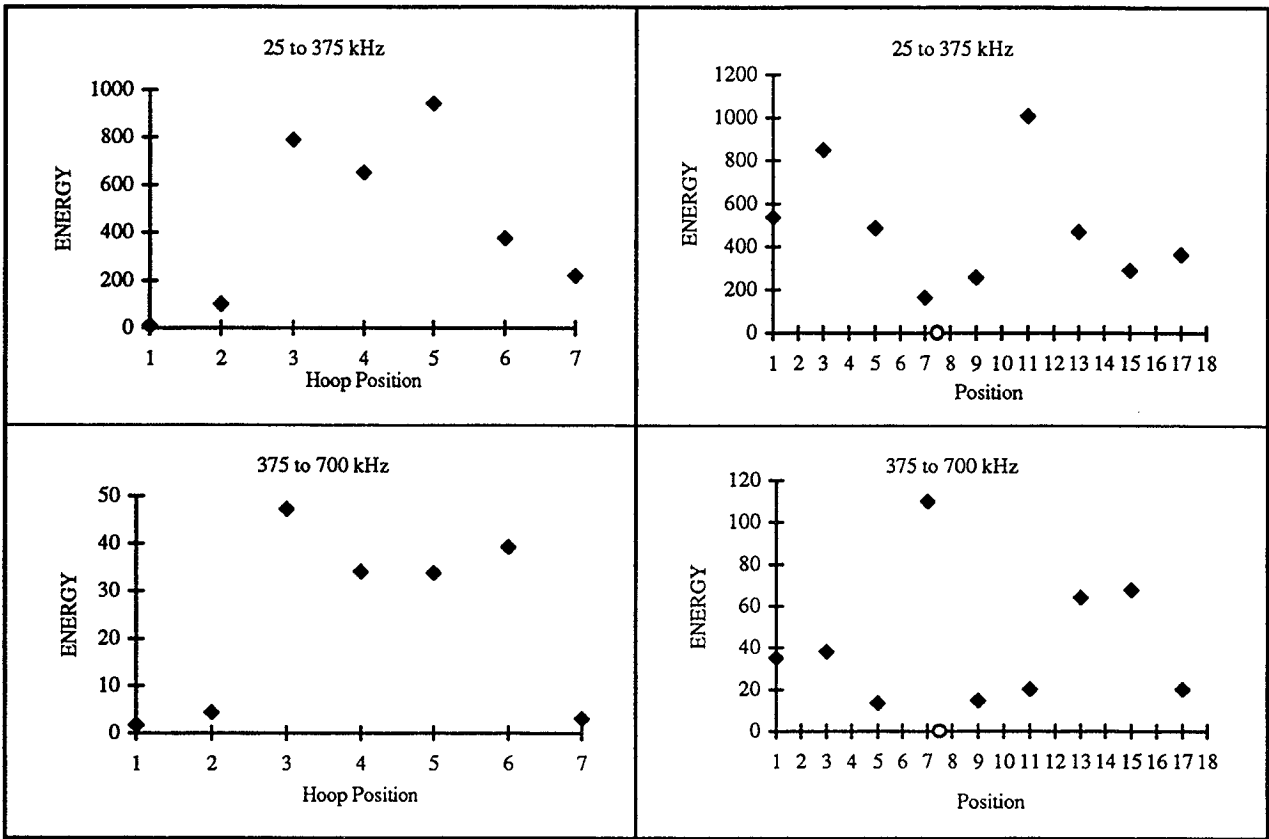 25 to 375 kHz
1000
800
600
400
200
0
ENERGY
1 2 3 4 5 6 7
Hoop Position
25 to 375 kHz
1200
1000
800
600
400
200
0
ENERGY
1 2 3 4 5 6 7 8 9 10 11 12 13 14 15 16 17 18
Position
375 to 700 kHz
50
40
30
20
10
0
ENERGY
1 2 3 4 5 6 7
Hoop Position
375 to 700 kHz
120
100
80
60
40
20
0
ENERGY
1 2 3 4 5 6 7 8 9 10 11 12 13 14 15 16 17 18
Position